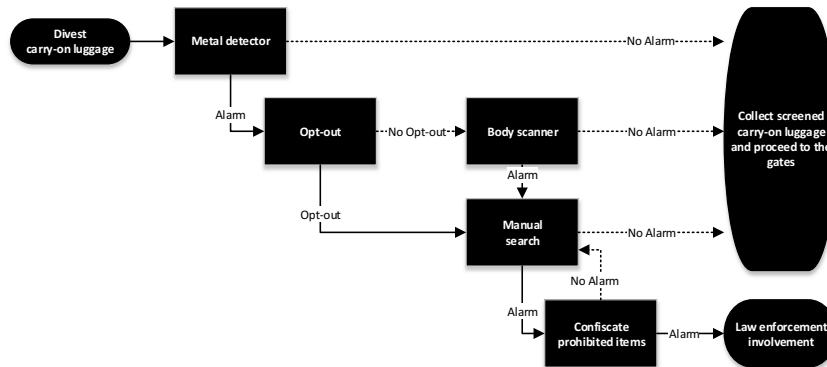 Divest
carry-on luggage
Metal detector
No Alarm
Alarm
Opt-out
No Opt-out
Body scanner
No Alarm
Collect screened
carry-on luggage
and proceed to the
gates
Alarm
Opt-out
Manual
search
No Alarm
No Alarm
Alarm
Confiscate
prohibited items
Alarm
Law enforcement
involvement